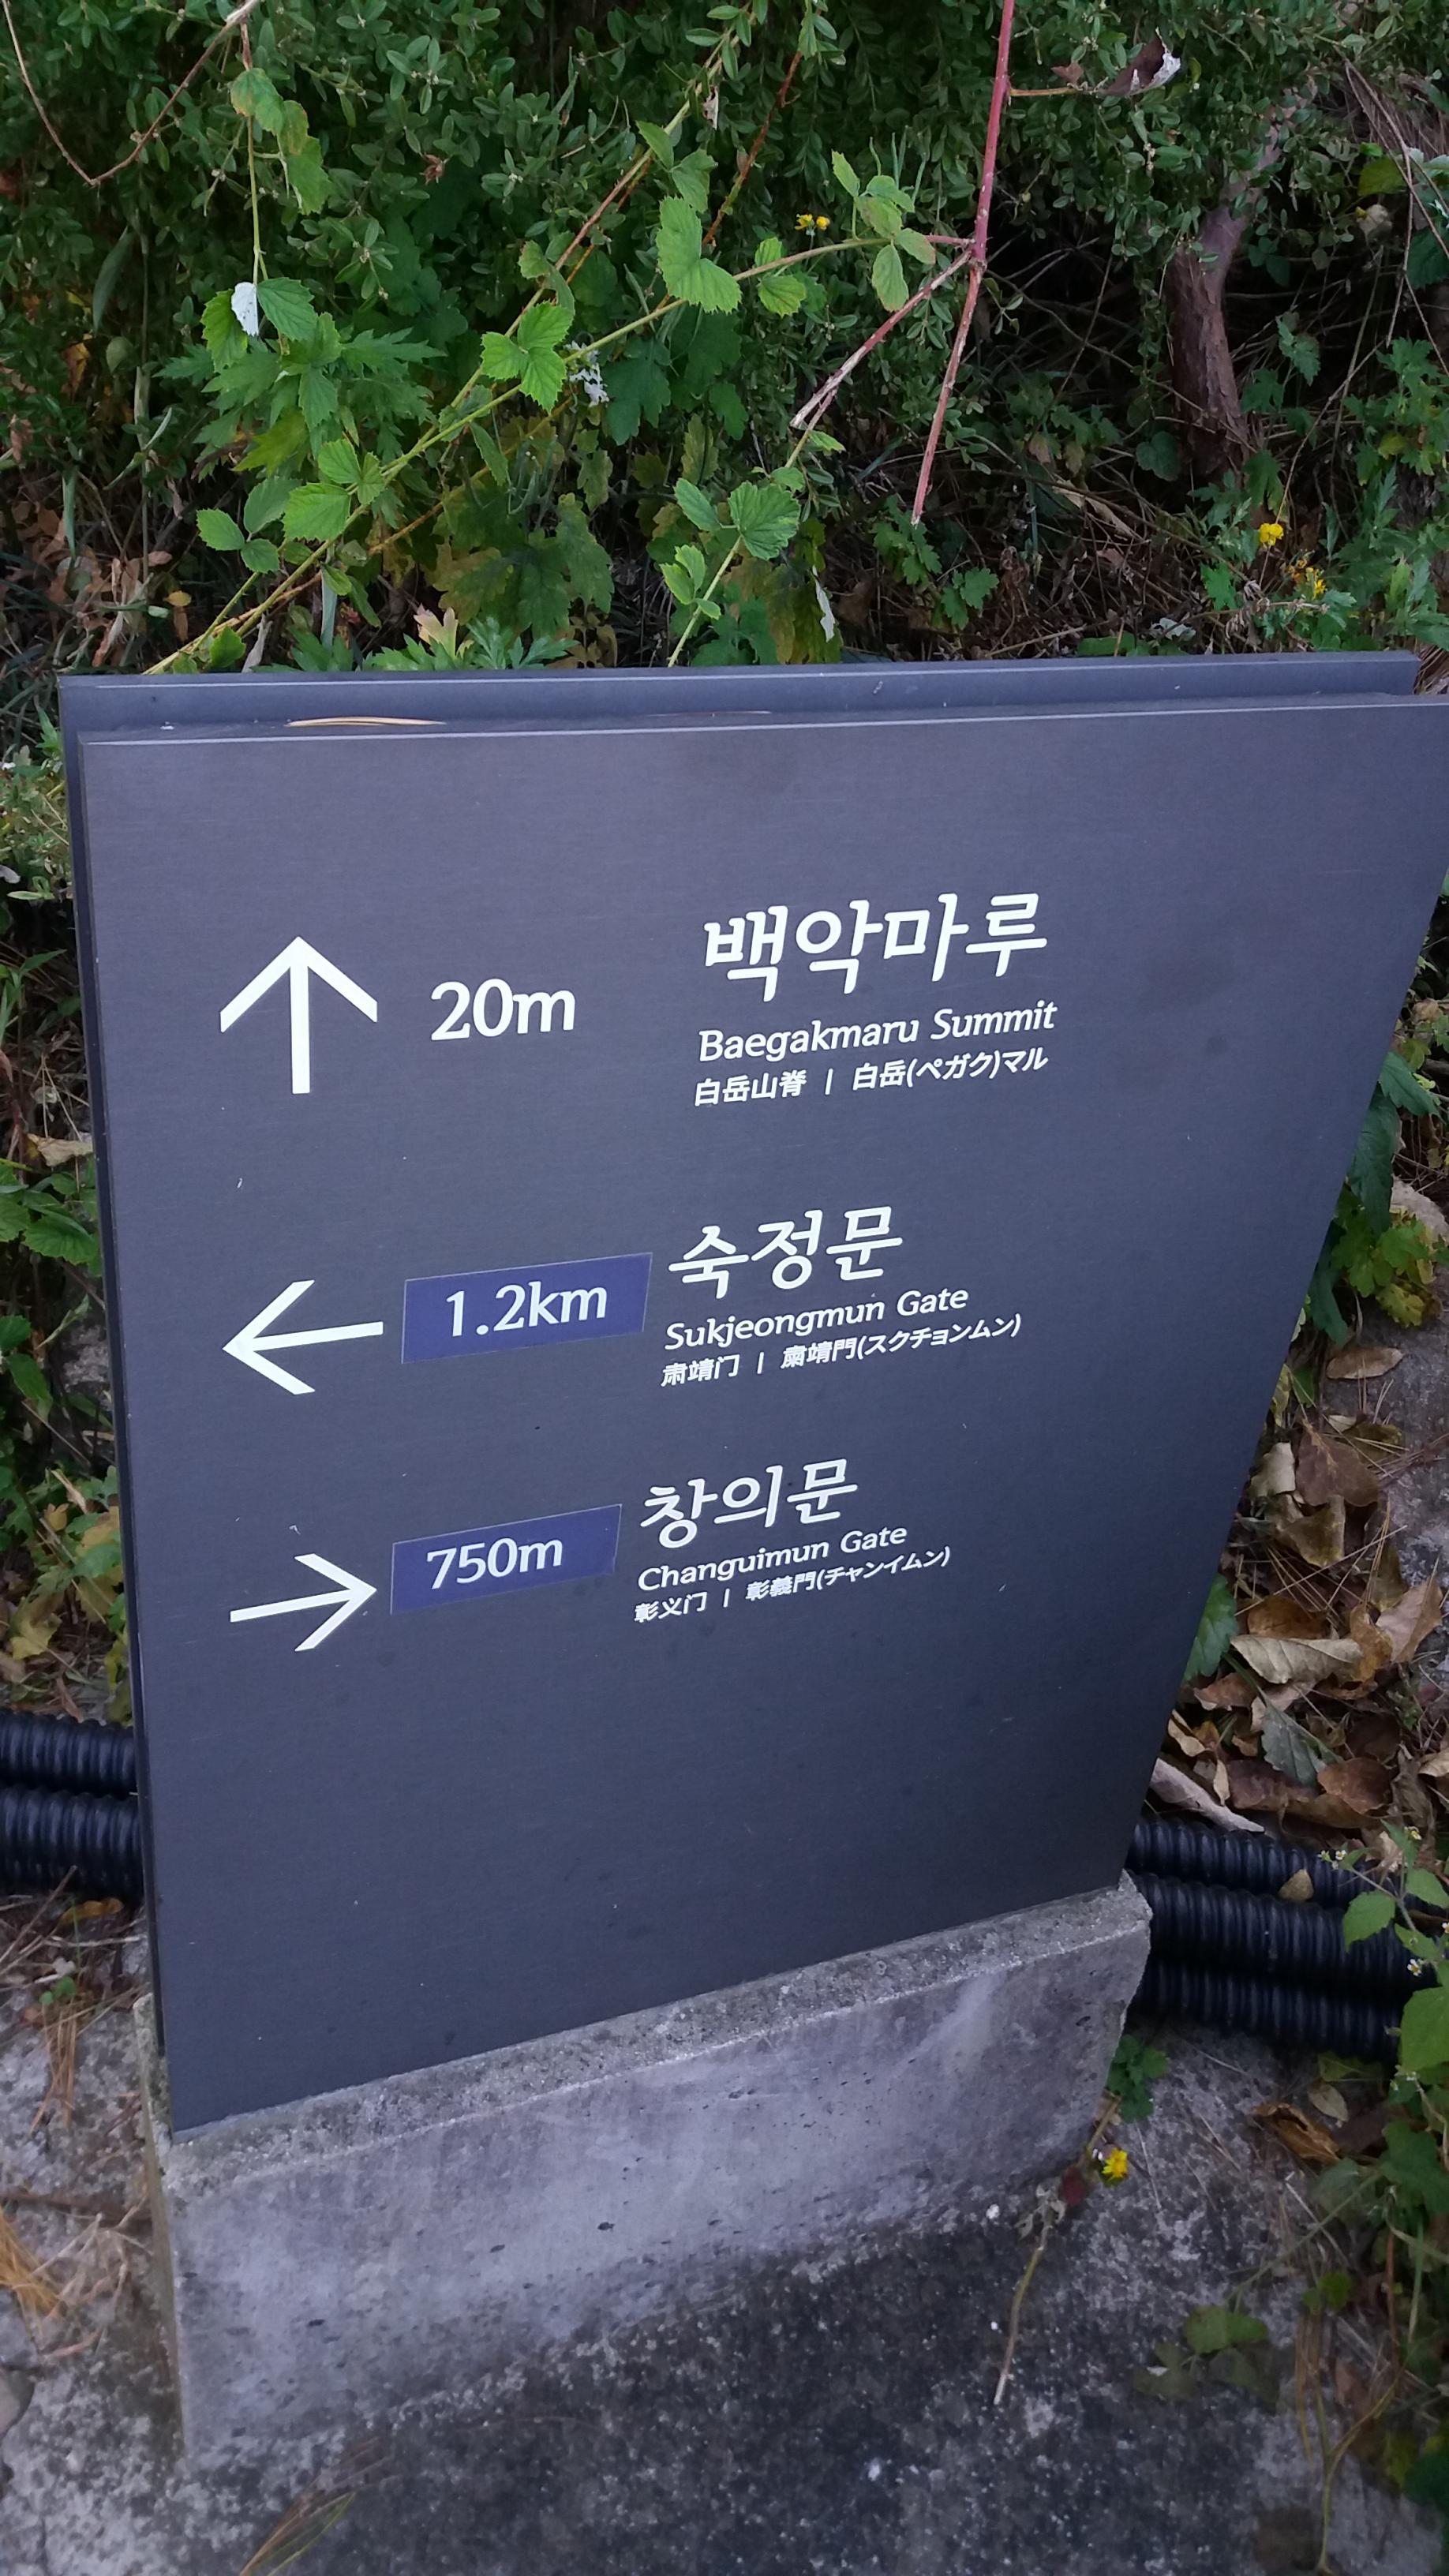 ↑ 20m 백악마루
Baegakmaru Summit
白岳山脊 | 白岳(ペガク)マル
← 1.2km 숙정문
Sukjeongmun Gate
肃靖门 | 粛靖門(スクチョンムン)
→ 750m 창의문
Changuimun Gate
彰义门 | 彰義門(チャンイムン)